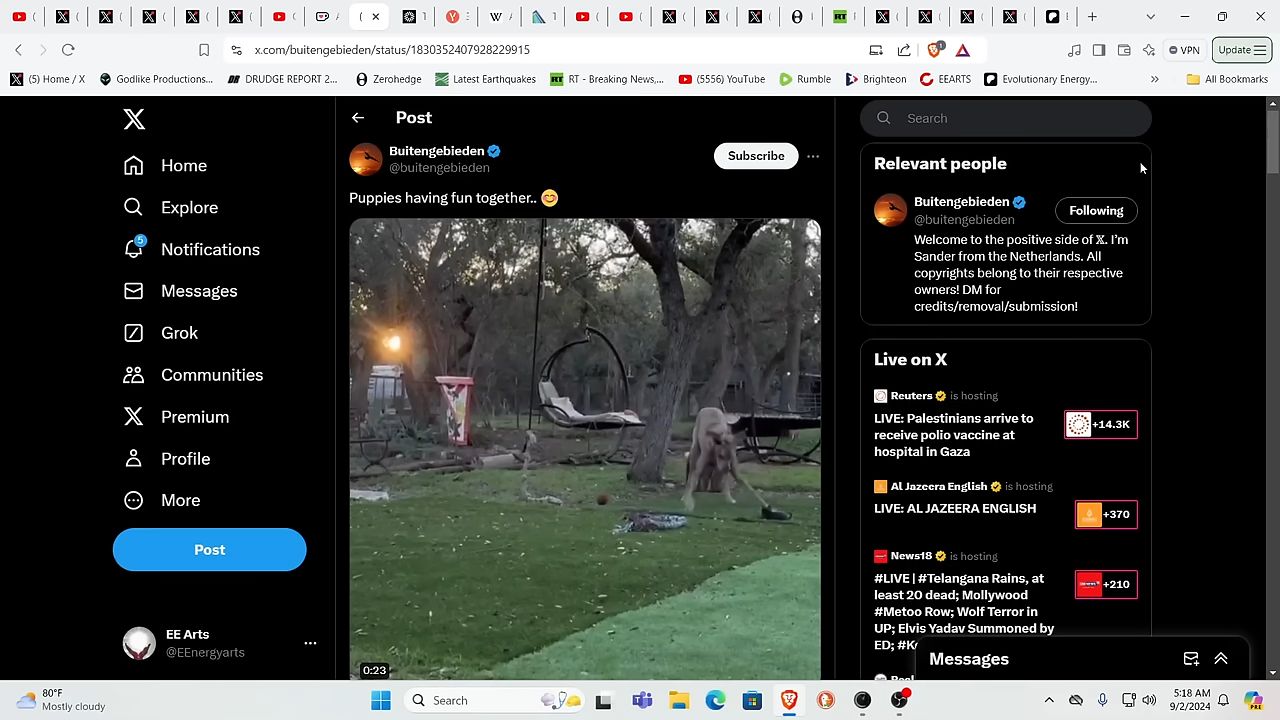 x.com/buitengebieden/status/1830352407928229915
VPN
Update
(5) Home / X
Godlike Productions...
DRUDGE REPORT 2...
Zerohedge
Latest Earthquakes
RT - Breaking News,...
(5556) YouTube
Rumble
Brighteon
EEARTS
Evolutionary Energy...
»
All Bookmarks
Home
Explore
5
Notifications
Messages
Grok
Communities
Premium
Profile
More
Post
EE Arts
@EEnergyarts
Post
Buitengebieden
@buitengebieden
Subscribe
Puppies having fun together.. 😊
0:23
Search
Relevant people
Buitengebieden
@buitengebieden
Following
Welcome to the positive side of 𝕏. I'm
Sander from the Netherlands. All
copyrights belong to their respective
owners! DM for
credits/removal/submission!
Live on X
Reuters is hosting
LIVE: Palestinians arrive to
receive polio vaccine at
hospital in Gaza
+14.3K
Al Jazeera English is hosting
LIVE: AL JAZEERA ENGLISH
+370
News18 is hosting
#LIVE | #Telangana Rains, at
least 20 dead; Mollywood
#Metoo Row; Wolf Terror in
UP; Elvis Yadav Summoned by
ED;
+210
Messages
80°F
Mostly cloudy
Search
5:18 AM
9/2/2024